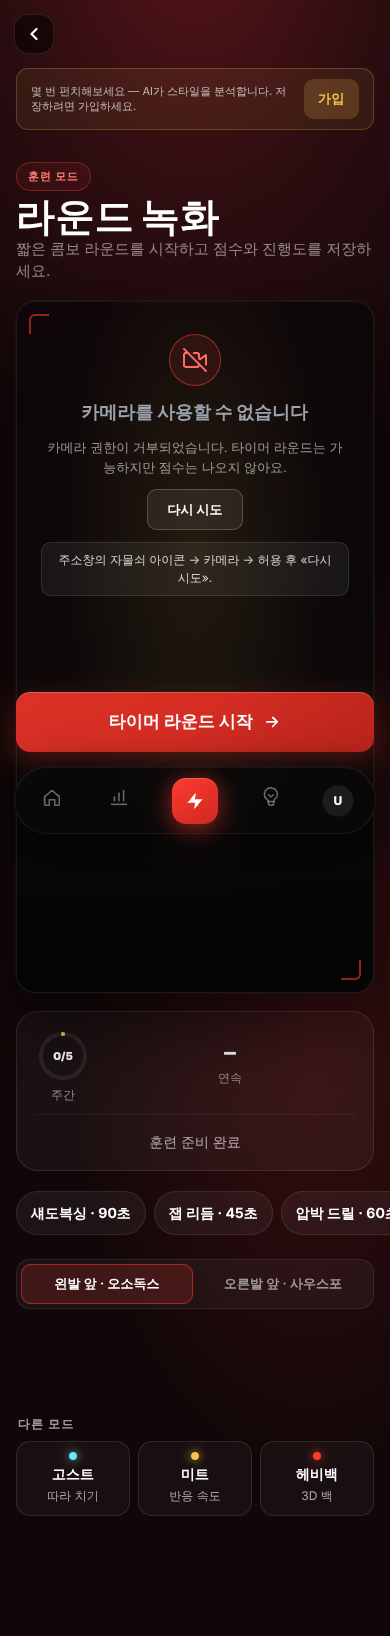 몇 번 펀치해보세요 — AI가 스타일을 분석합니다. 저
장하려면 가입하세요.
가입
훈련 모드
라운드 녹화
짧은 콤보 라운드를 시작하고 점수와 진행도를 저장하
세요.
카메라를 사용할 수 없습니다
카메라 권한이 거부되었습니다. 타이머 라운드는 가
능하지만 점수는 나오지 않아요.
다시 시도
주소창의 자물쇠 아이콘 → 카메라 → 허용 후 «다시
시도».
타이머 라운드 시작 →
U
0/5
주간
–
연속
훈련 준비 완료
섀도복싱 · 90초
잽 리듬 · 45초
압박 드릴 · 60초
왼발 앞 · 오소독스
오른발 앞 · 사우스포
다른 모드
고스트
따라 치기
미트
반응 속도
헤비백
3D 백